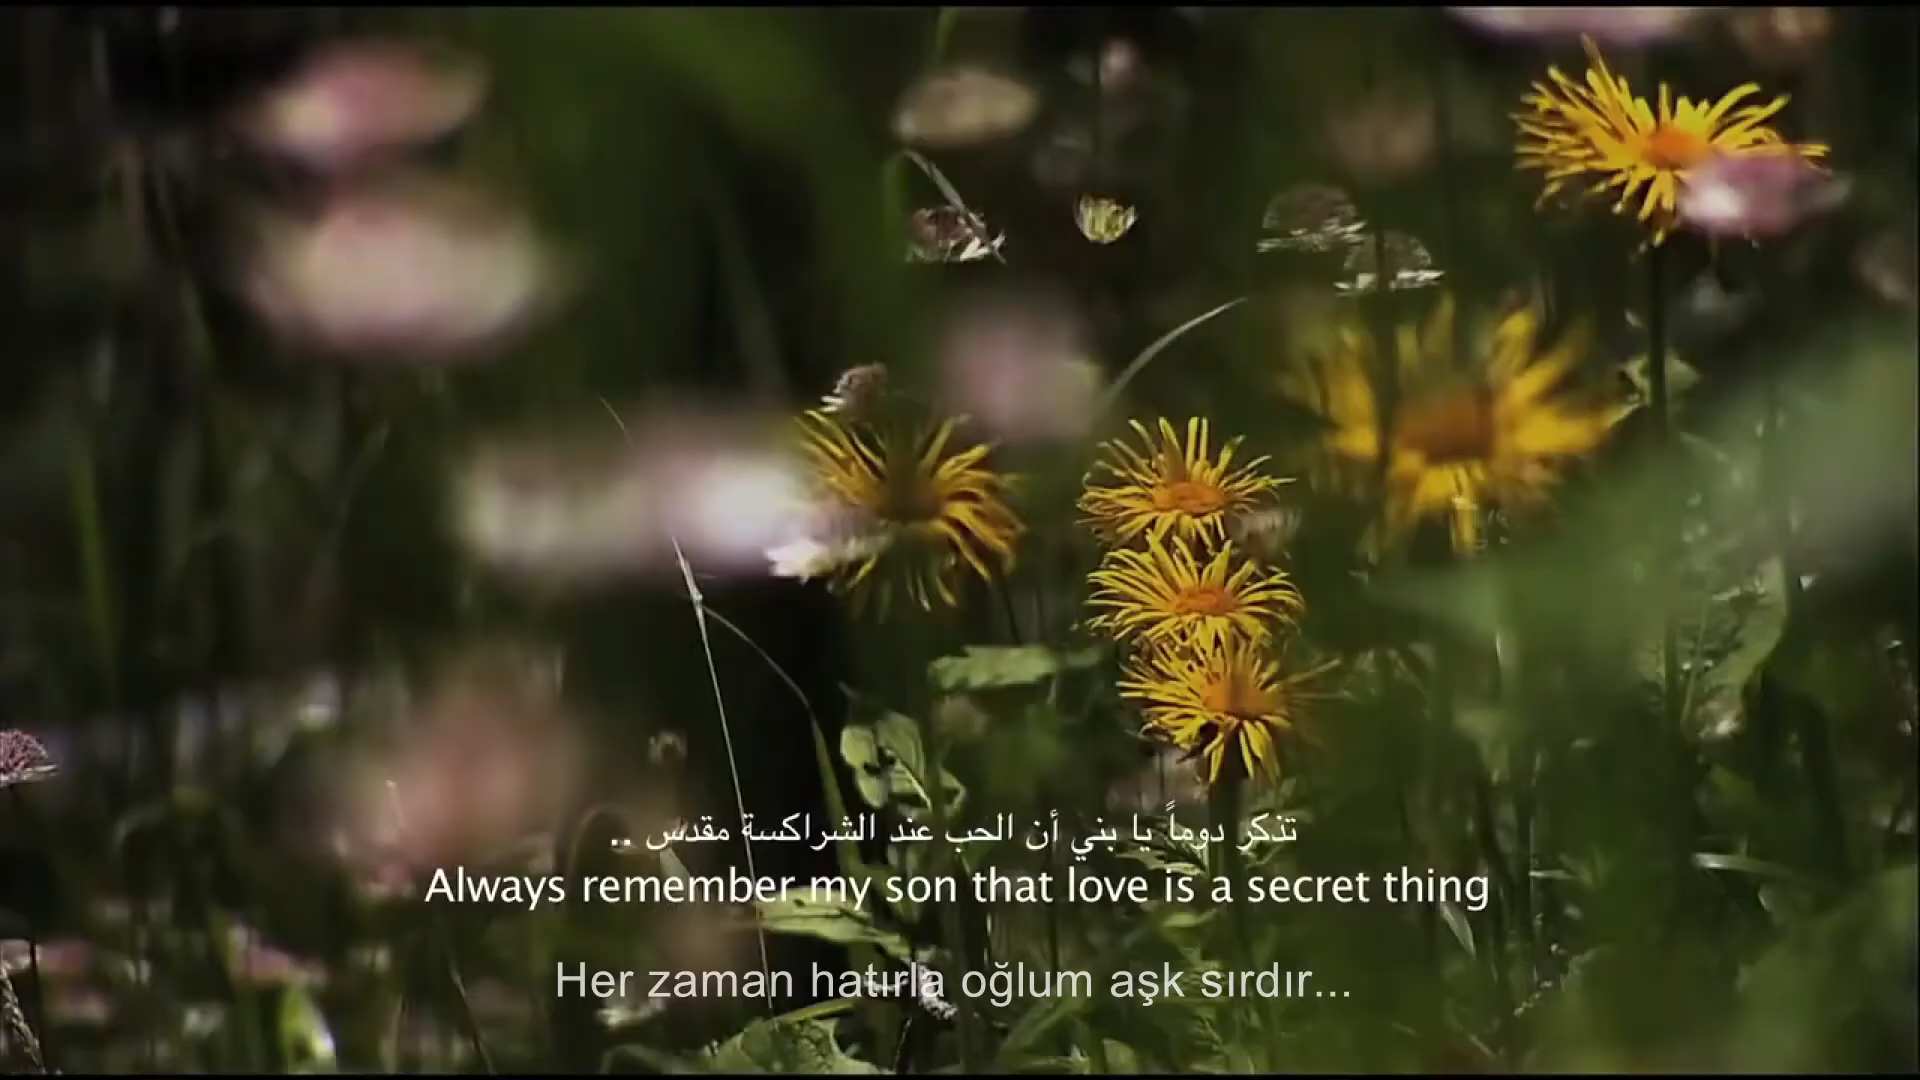 تذكر دوماً يا بني أن الحب عند الشراكسة مقدس ..
Always remember my son that love is a secret thing
Her zaman hatırla oğlum aşk sırdır...